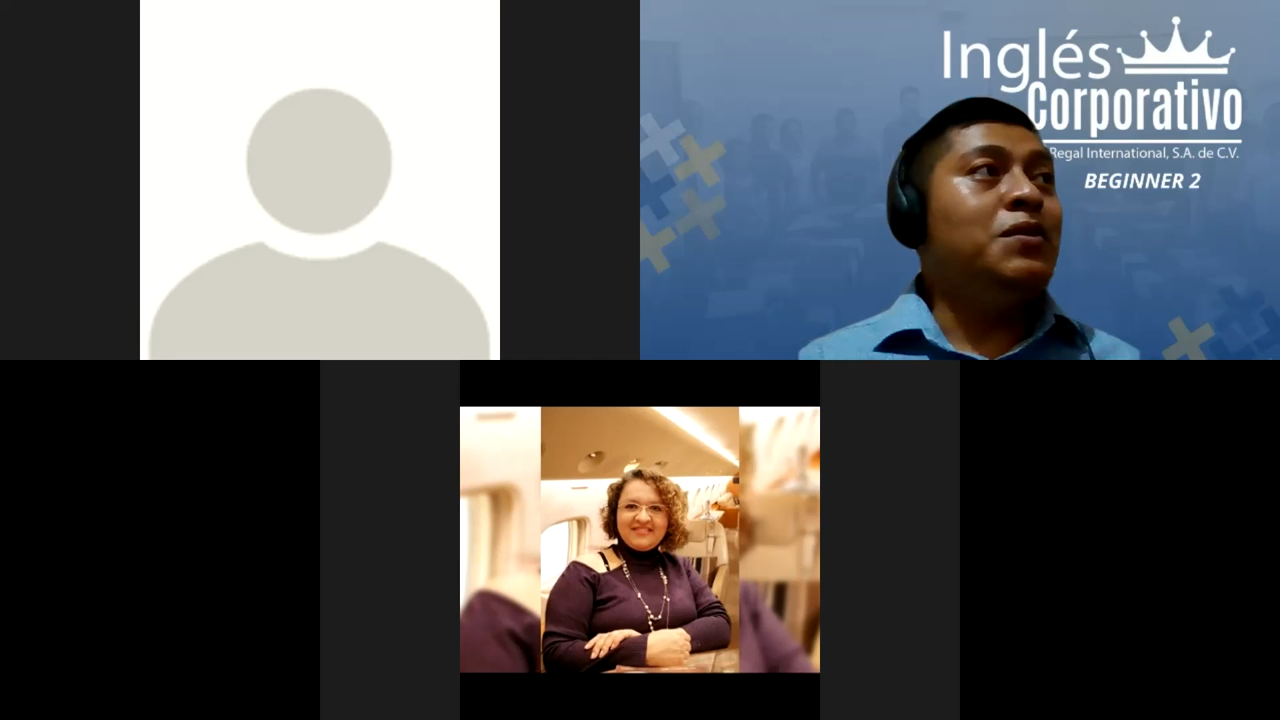 Inglés
Corporativo
Regal International, S.A. de C.V.
BEGINNER 2